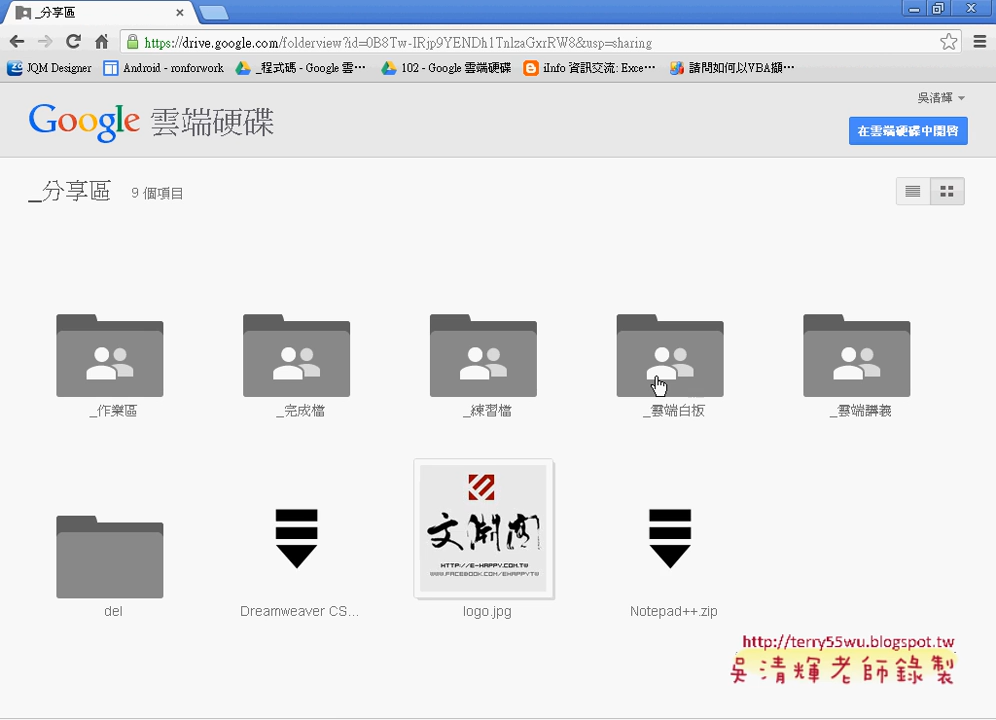 _分享區
https://drive.google.com/folderview?id=0B8Tw-IRjp9YENDh1TnlzaGxrRW8&usp=sharing
JQM Designer
Android - ronforwork
_程式碼 - Google 雲…
102 - Google 雲端硬碟
iInfo 資訊交流: Exce…
請問如何以VBA擷…
吳清輝
Google 雲端硬碟
在雲端硬碟中開啓
_分享區 9 個項目
_作業區
_完成檔
_練習檔
_雲端白板
_雲端講義
文淵閣
HTTP://E-HAPPY.COM.TW
WWW.FACEBOOK.COM/EHAPPYTW
del
Dreamweaver CS...
logo.jpg
Notepad++.zip
http://terry55wu.blogspot.tw
吳清輝老師錄製